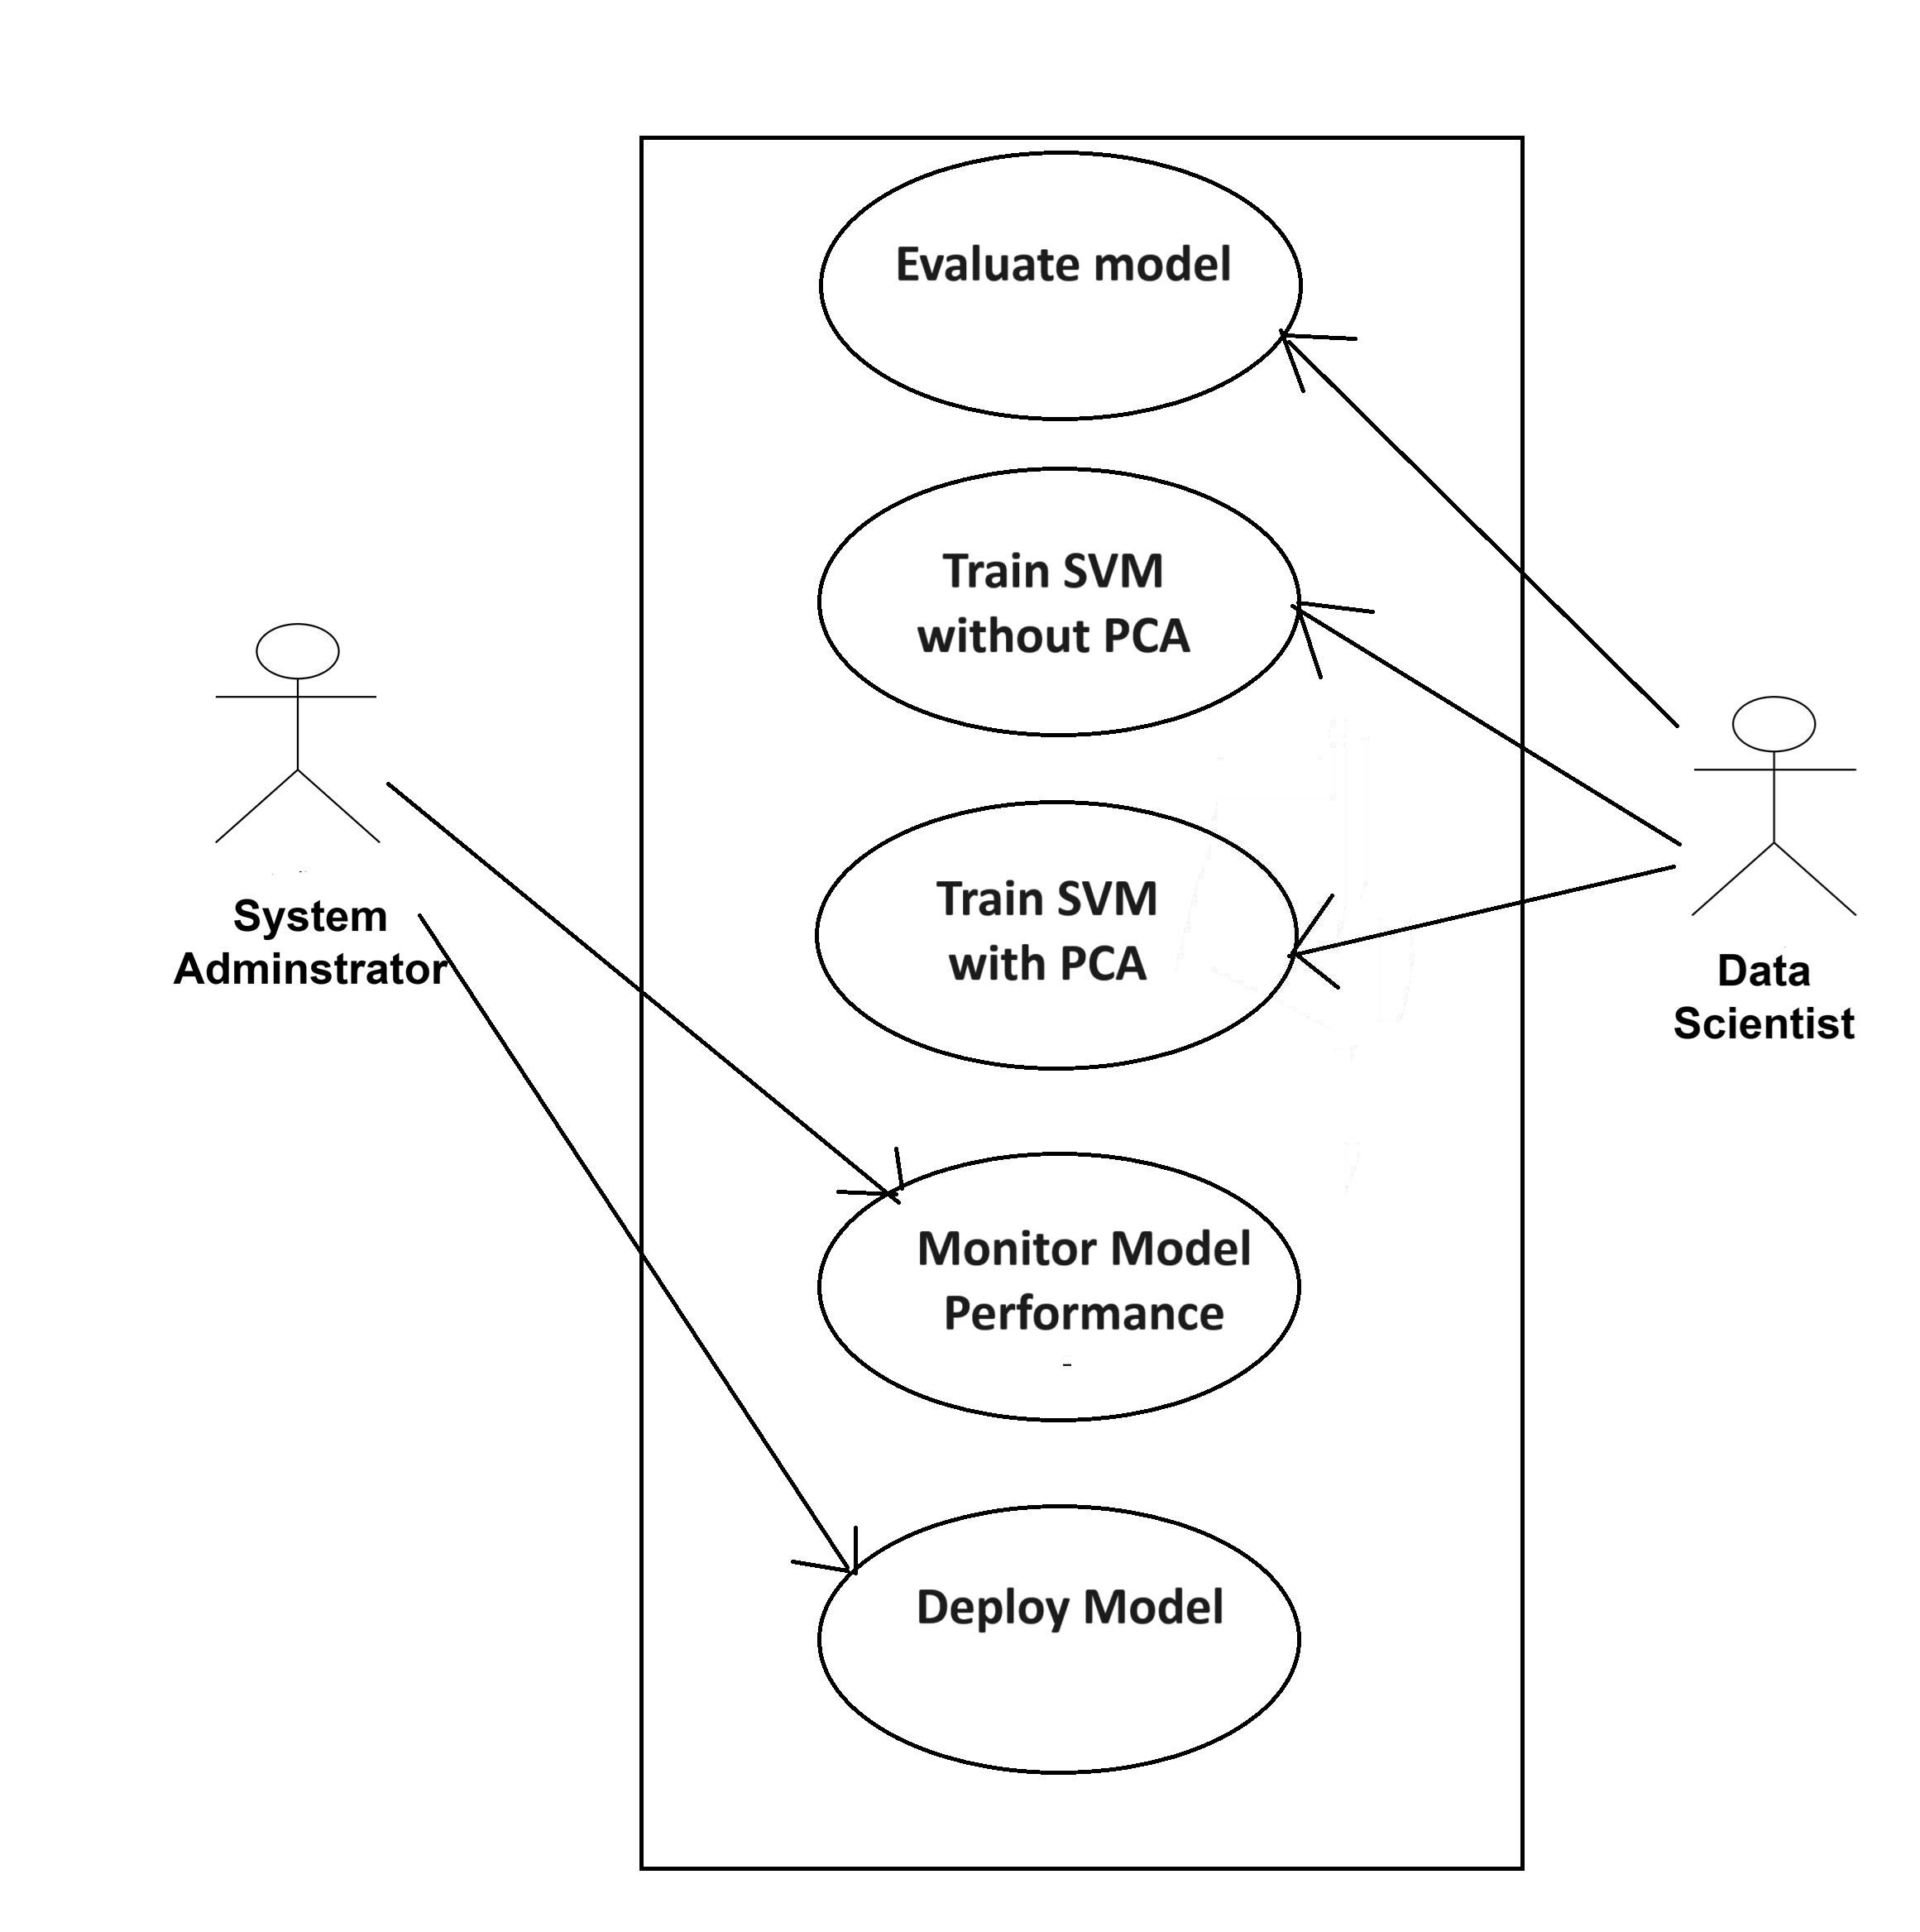 Evaluate model
Train SVM
without PCA
System
Adminstrator
Train SVM
with PCA
Data
Scientist
Monitor Model
Performance
Deploy Model